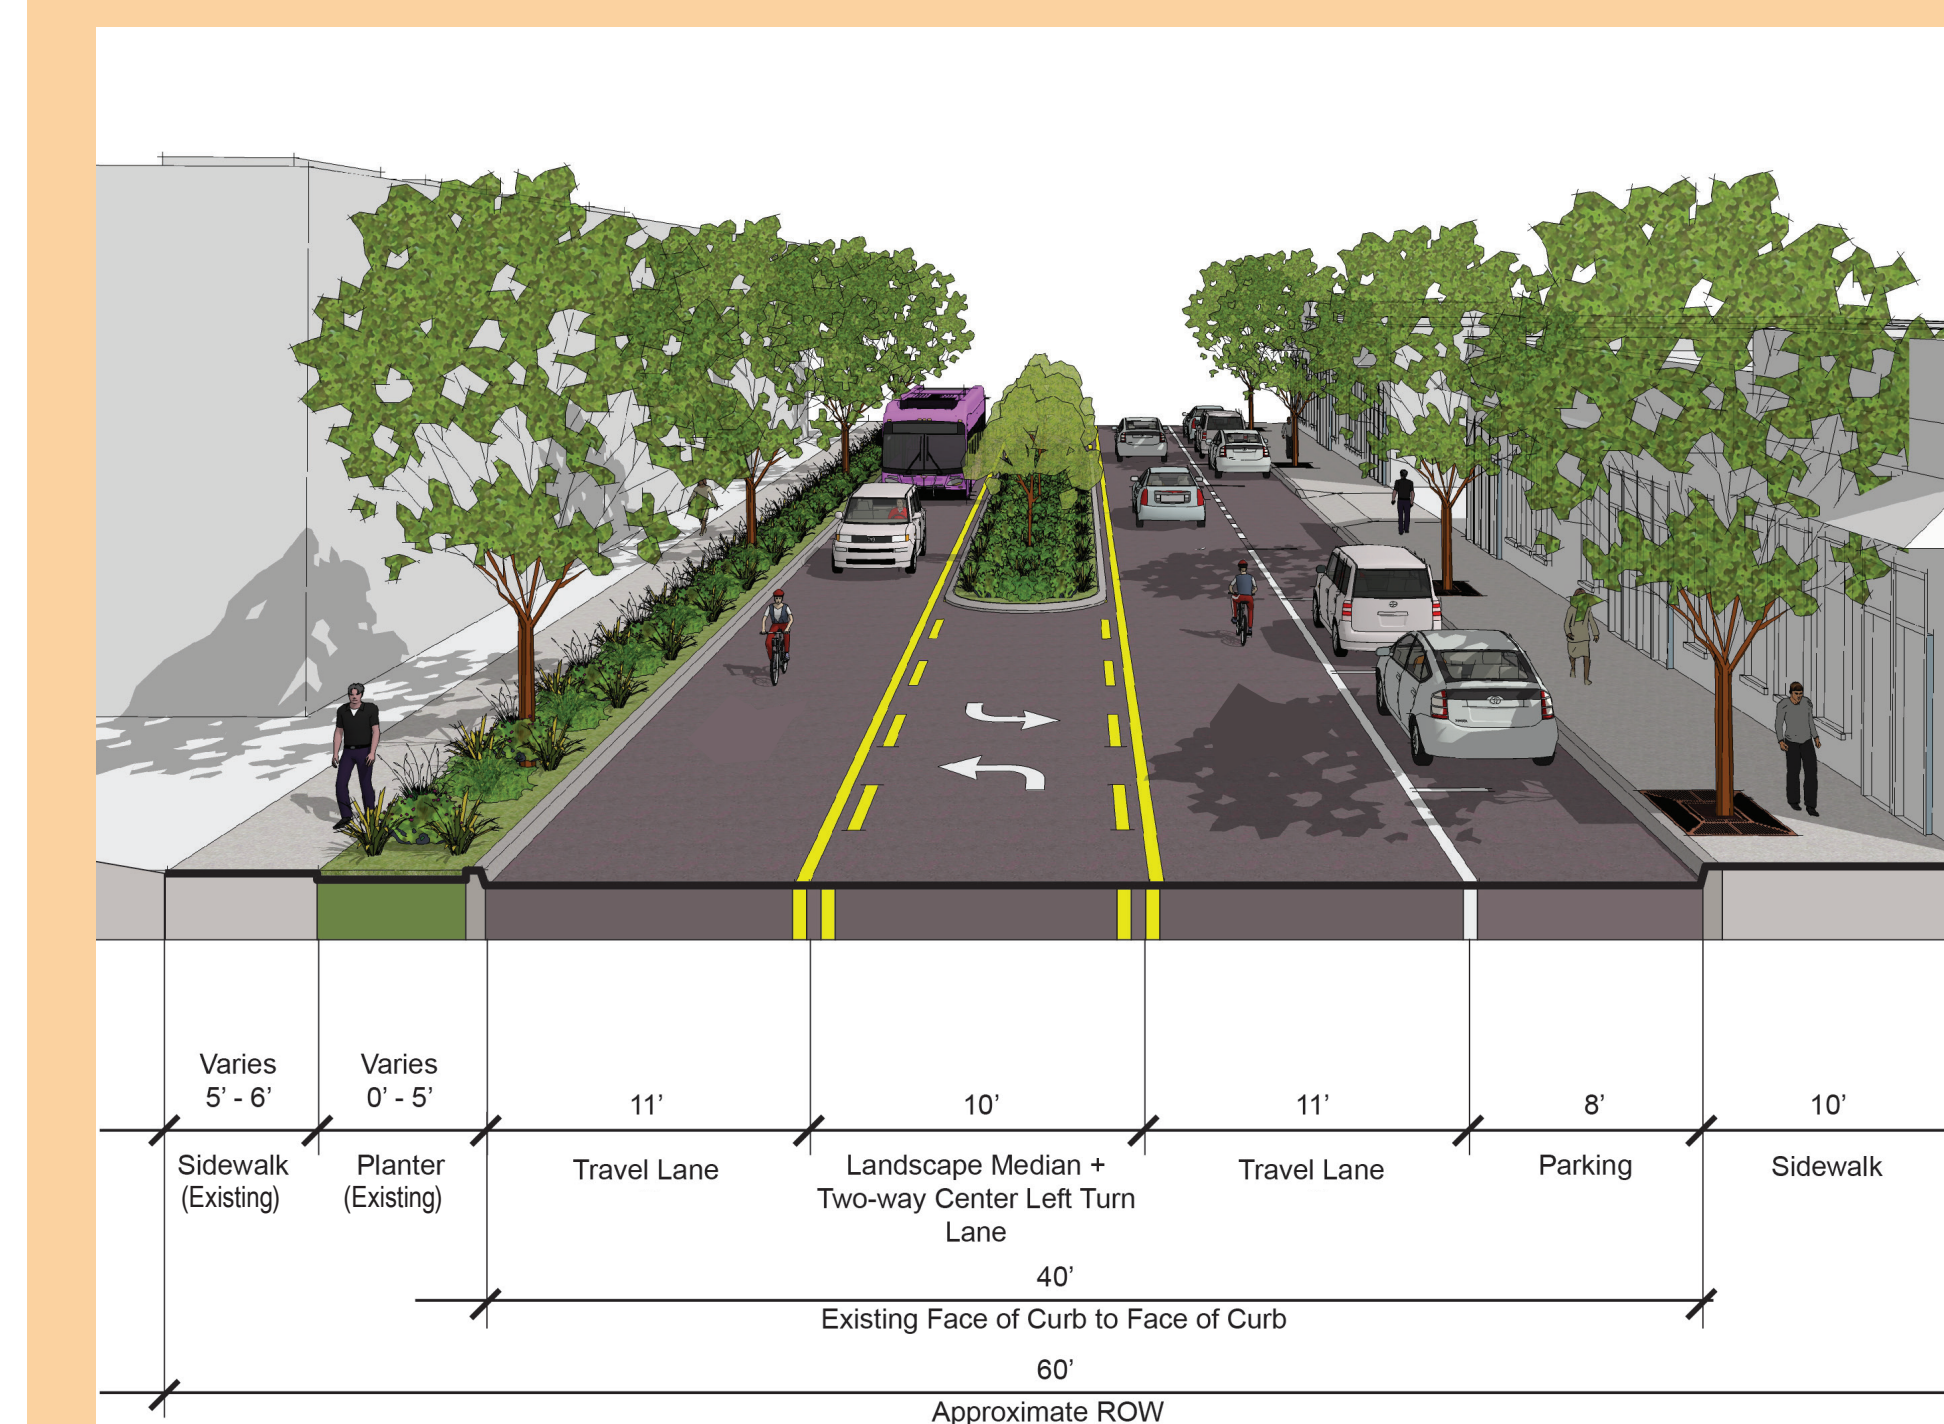 Varies
5’ - 6’
Varies
0’ - 5’
11’
10’
11’
8’
10’
Sidewalk
(Existing)
Planter
(Existing)
Travel Lane
Landscape Median +
Two-way Center Left Turn
Lane
Travel Lane
Parking
Sidewalk
40’
Existing Face of Curb to Face of Curb
60’
Approximate ROW